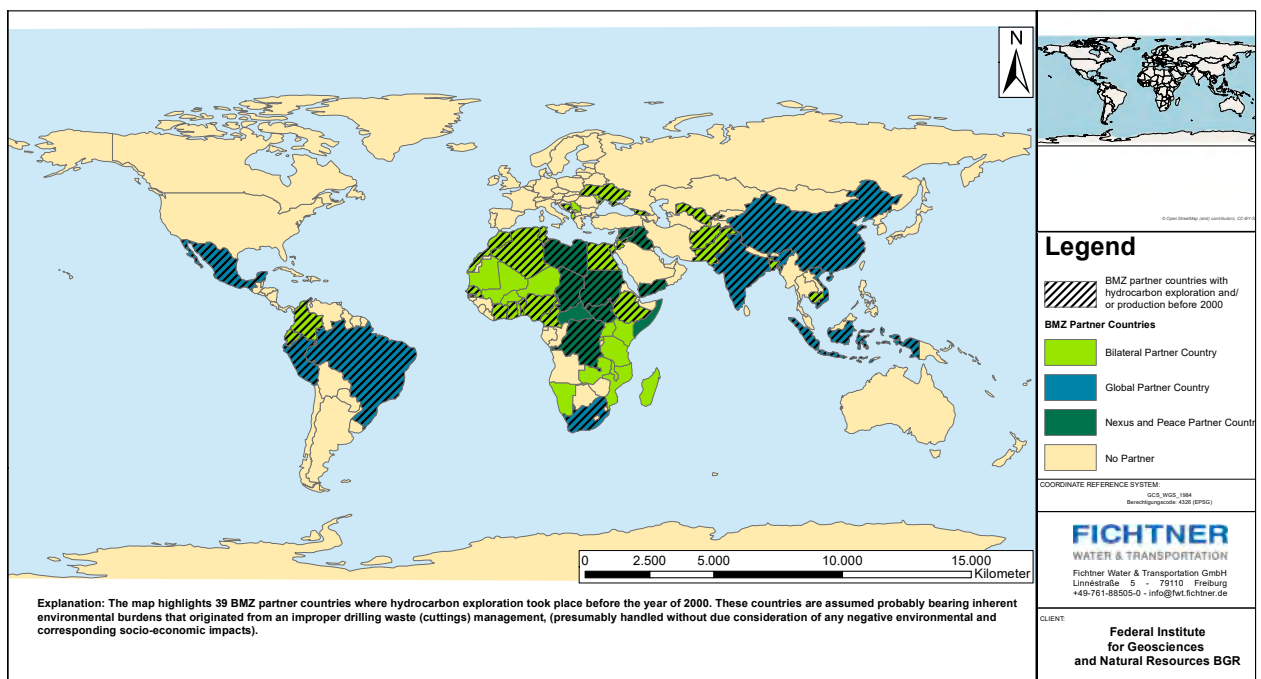 N
© Open StreetMap (and) contributors, CC-BY-S
Legend
BMZ partner countries with
hydrocarbon exploration and/
or production before 2000
BMZ Partner Countries
Bilateral Partner Country
Global Partner Country
Nexus and Peace Partner Countr
No Partner
COORDINATE REFERENCE SYSTEM:
GCS_WGS_1984
Berechtigungscode: 4326 (EPSG)
FICHTNER
WATER & TRANSPORTATION
Fichtner Water & Transportation GmbH
Linnéstraße 5 - 79110 Freiburg
+49-761-88505-0 - info@fwt.fichtner.de
CLIENT:
Federal Institute
for Geosciences
and Natural Resources BGR
0 2.500 5.000 10.000 15.000
Kilometer
Explanation: The map highlights 39 BMZ partner countries where hydrocarbon exploration took place before the year of 2000. These countries are assumed probably bearing inherent
environmental burdens that originated from an improper drilling waste (cuttings) management, (presumably handled without due consideration of any negative environmental and
corresponding socio-economic impacts).